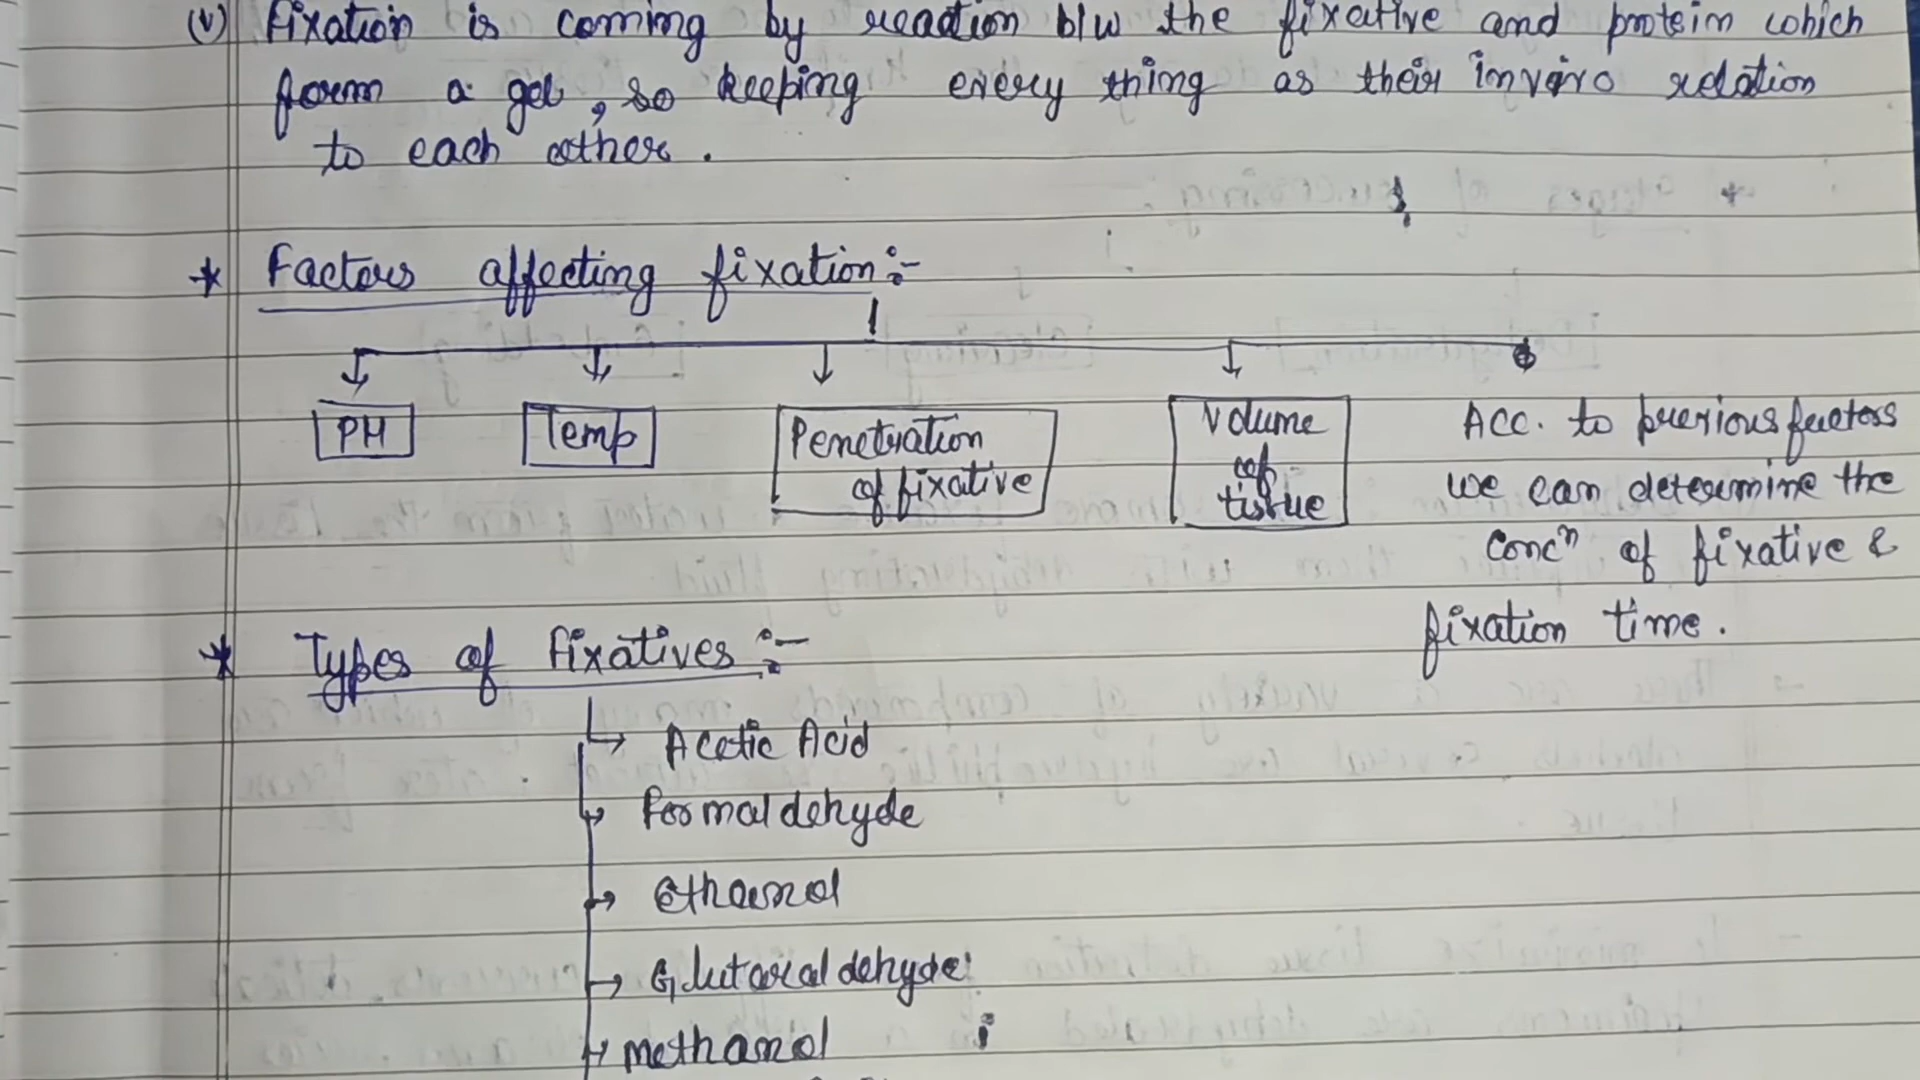 (v) Fixation is coming by reaction b/w the fixative and protein which
form a gel, so keeping every thing as their invivo relation
to each other.
* Factors affecting fixation :-
PH
Temp
Penetration
of fixative
Volume
of
tissue
Acc. to previous factors
we can determine the
concⁿ of fixative &
fixation time.
* Types of fixatives :-
Acetic Acid
Formaldehyde
Ethanol
Glutaraldehyde
methanol